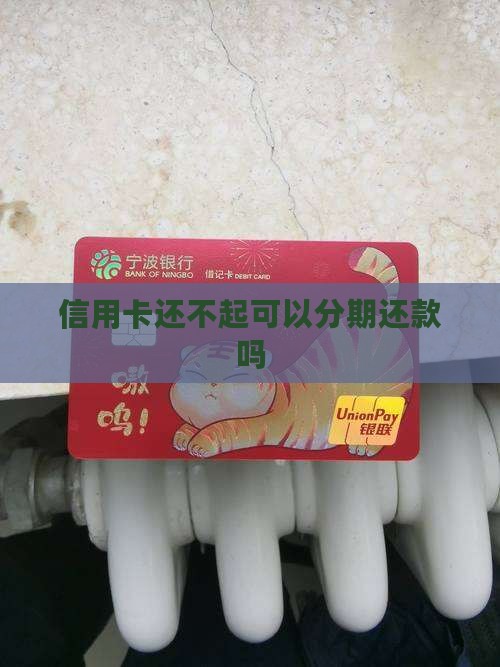 宁波银行
BANK OF NINGBO
借记卡 DEBIT CARD
信用卡还不起可以分期还款
吗
嗷
呜!
UnionPay
银联